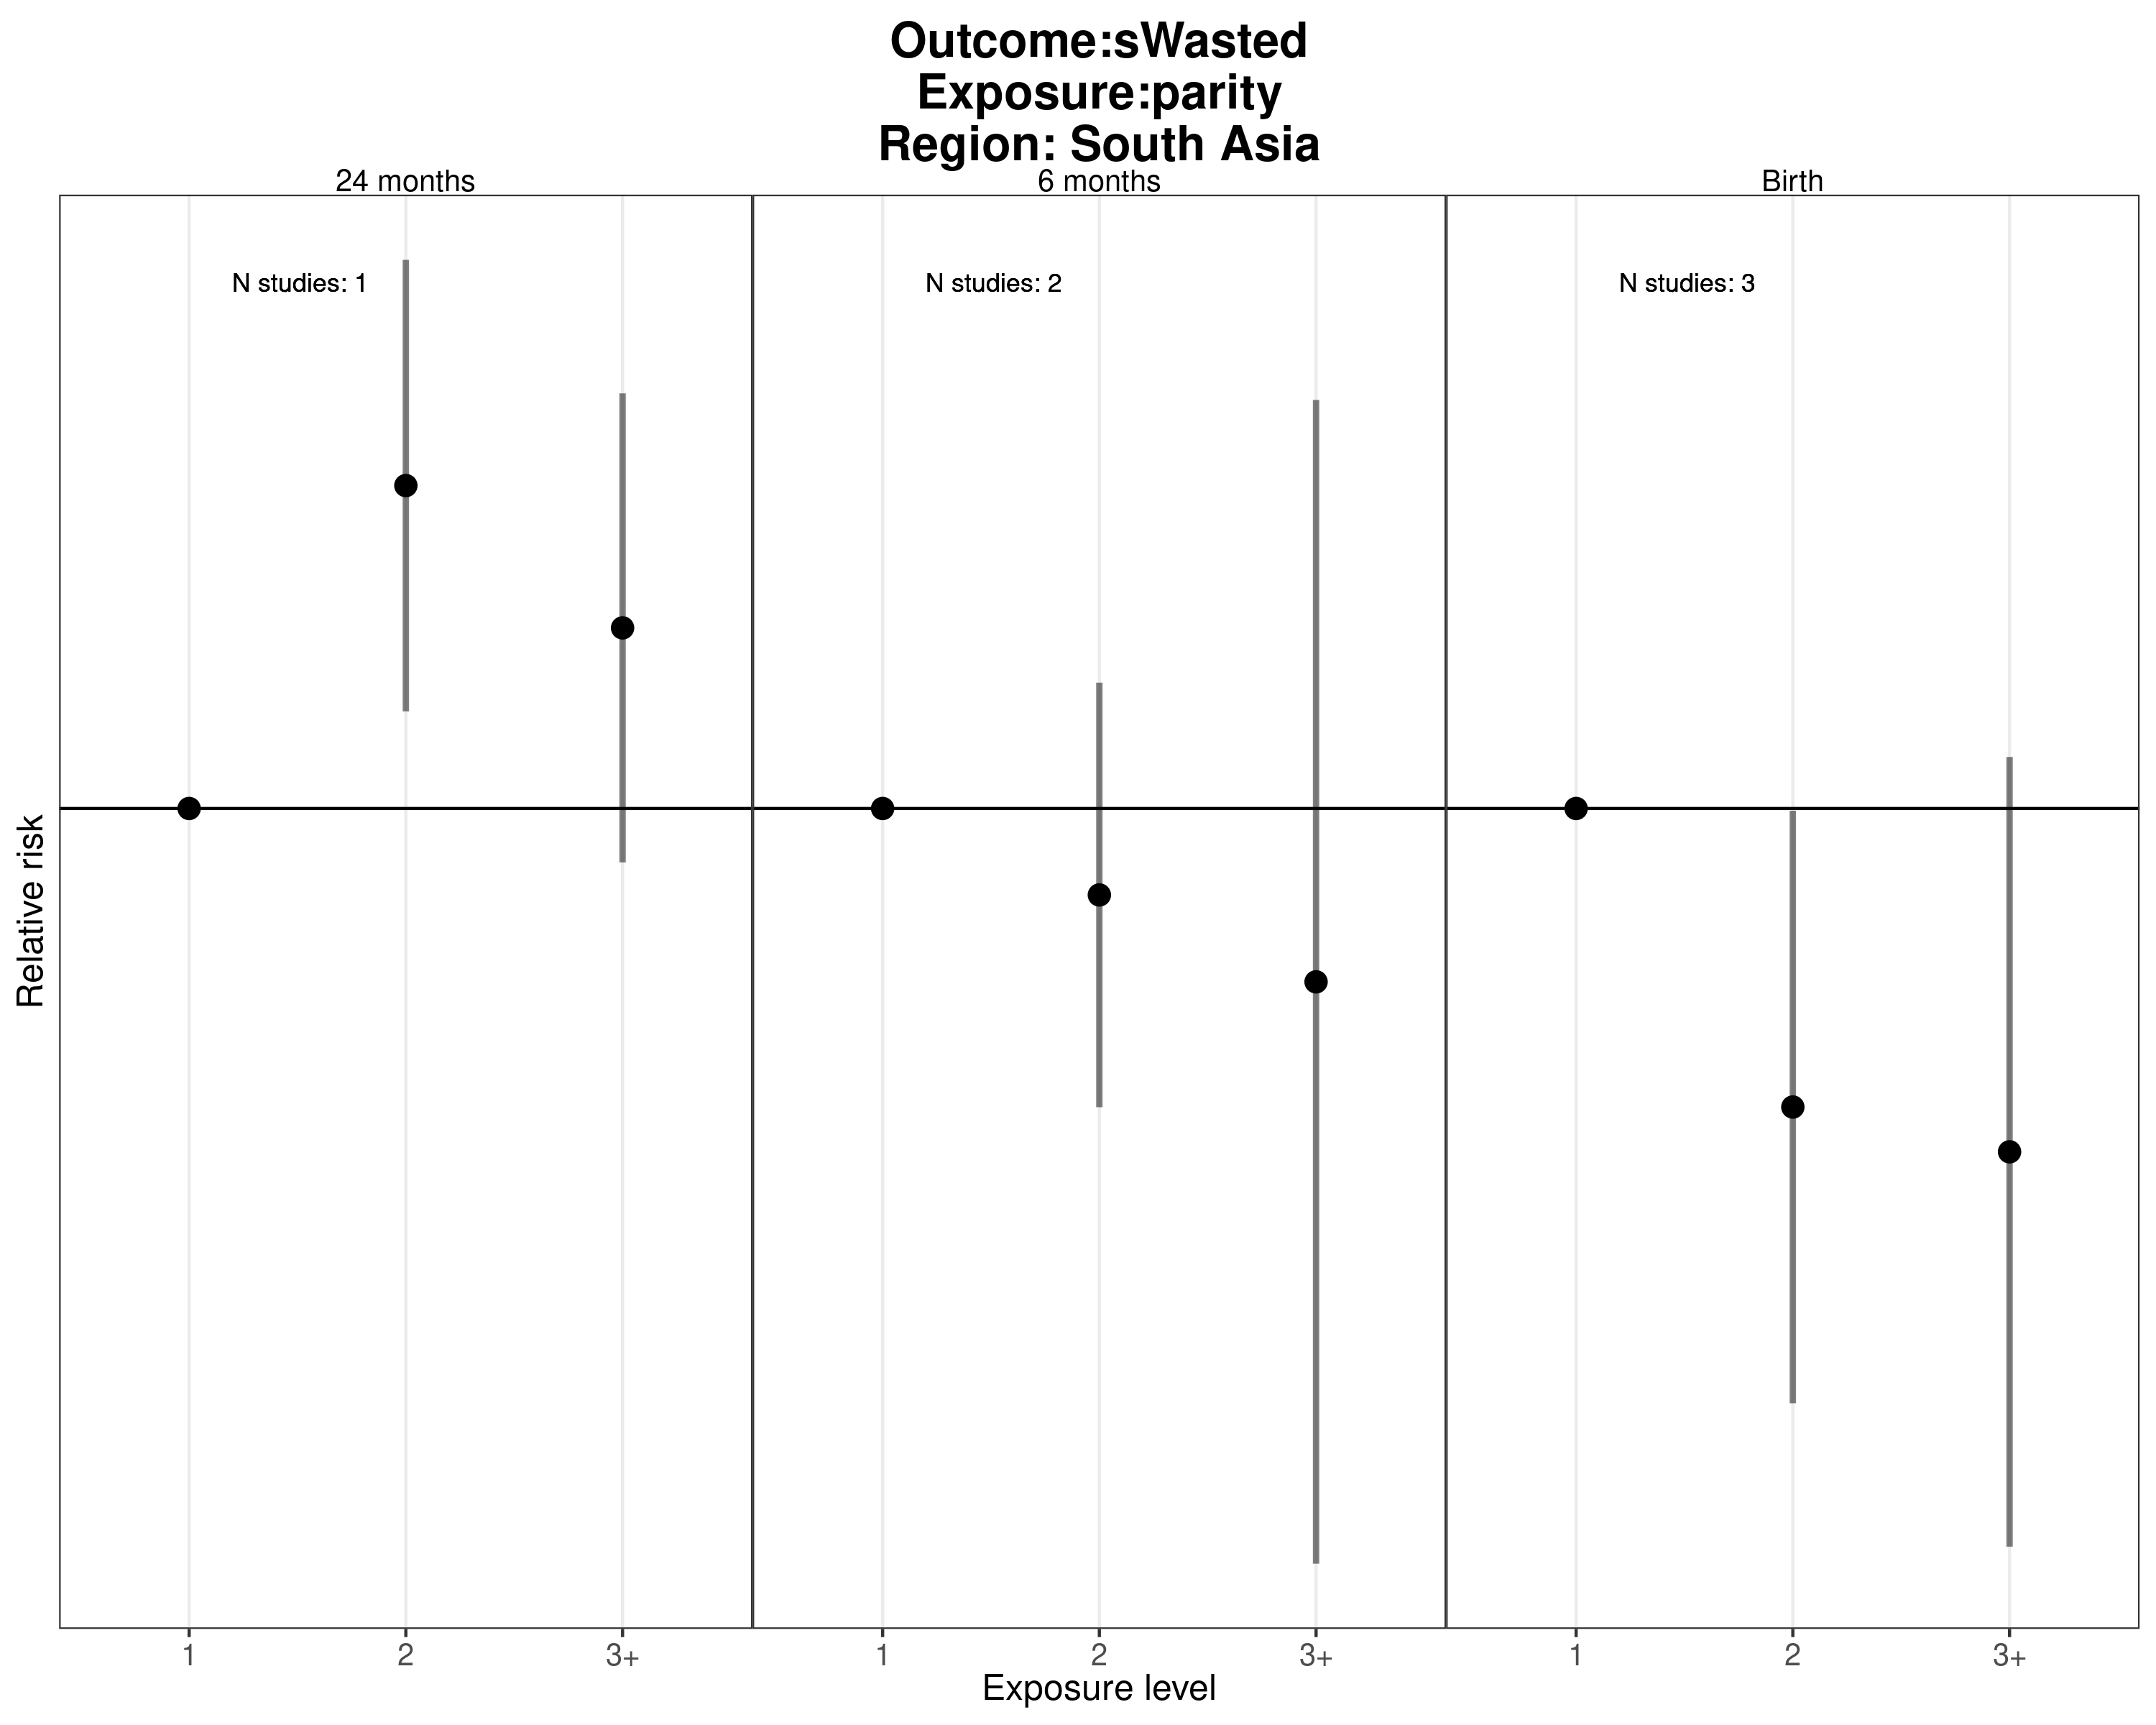 Outcome:sWasted
Exposure:parity
Region: South Asia
24 months
6 months
Birth
N studies: 1
N studies: 2
N studies: 3
Relative risk
1
2
3+
1
2
3+
1
2
3+
Exposure level